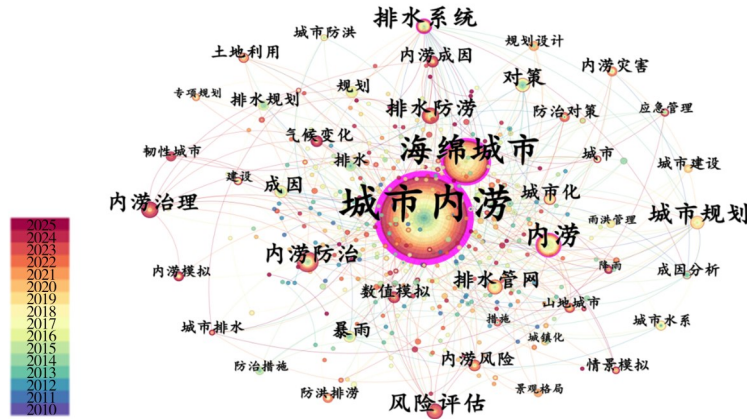 排水系统
城市防洪
规划设计
土地利用
内涝成因
对策
内涝灾害
专项规划
排水规划
规划
排水防涝
防治对策
应急管理
气候变化
海绵城市
韧性城市
排水
城市
城市建设
建设
成因
城市化
内涝治理
城市内涝
雨洪管理
城市规划
内涝
内涝防治
内涝模拟
数值模拟
排水管网
降雨
成因分析
山地城市
城市排水
暴雨
措施
城市水系
城镇化
防治措施
内涝风险
情景模拟
防洪排涝
风险评估
景观格局
2025
2024
2023
2022
2021
2020
2019
2018
2017
2016
2015
2014
2013
2012
2011
2010